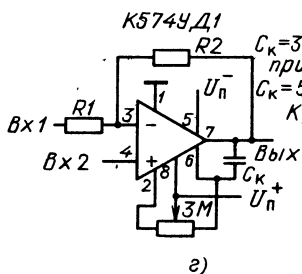 К574УД1
R2
Cк=3
при
Cк=5
К
Uп⁻
1
R1
Вх 1
3
−
5
7
Вх 2
4
+
6
Вых
2
8
Cк
3М
Uп⁺
г)